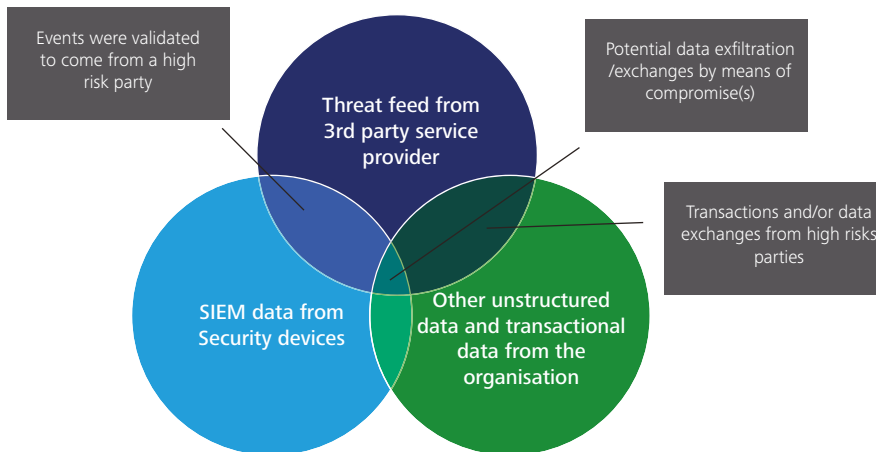 Events were validated
to come from a high
risk party
Potential data exfiltration
/exchanges by means of
compromise(s)
Threat feed from
3rd party service
provider
Transactions and/or data
exchanges from high risks
parties
SIEM data from
Security devices
Other unstructured
data and transactional
data from the
organisation